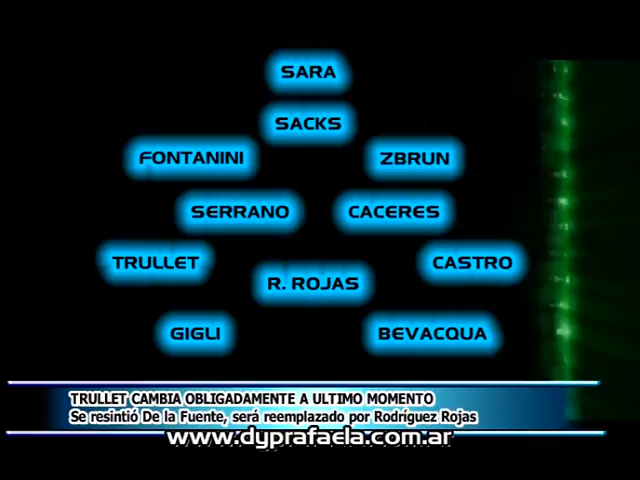 SARA
SACKS
FONTANINI
ZBRUN
SERRANO
CACERES
TRULLET
CASTRO
R. ROJAS
GIGLI
BEVACQUA
TRULLET CAMBIA OBLIGADAMENTE A ULTIMO MOMENTO
Se resintió De la Fuente, será reemplazado por Rodríguez Rojas
www.dyprafaela.com.ar